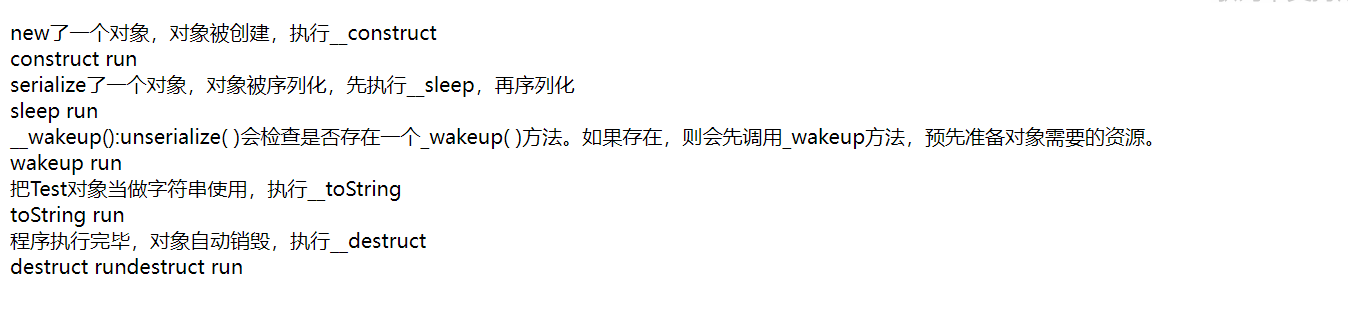 new了一个对象，对象被创建，执行__construct
construct run
serialize了一个对象，对象被序列化，先执行__sleep，再序列化
sleep run
__wakeup():unserialize( )会检查是否存在一个_wakeup( )方法。如果存在，则会先调用_wakeup方法，预先准备对象需要的资源。
wakeup run
把Test对象当做字符串使用，执行__toString
toString run
程序执行完毕，对象自动销毁，执行__destruct
destruct rundestruct run